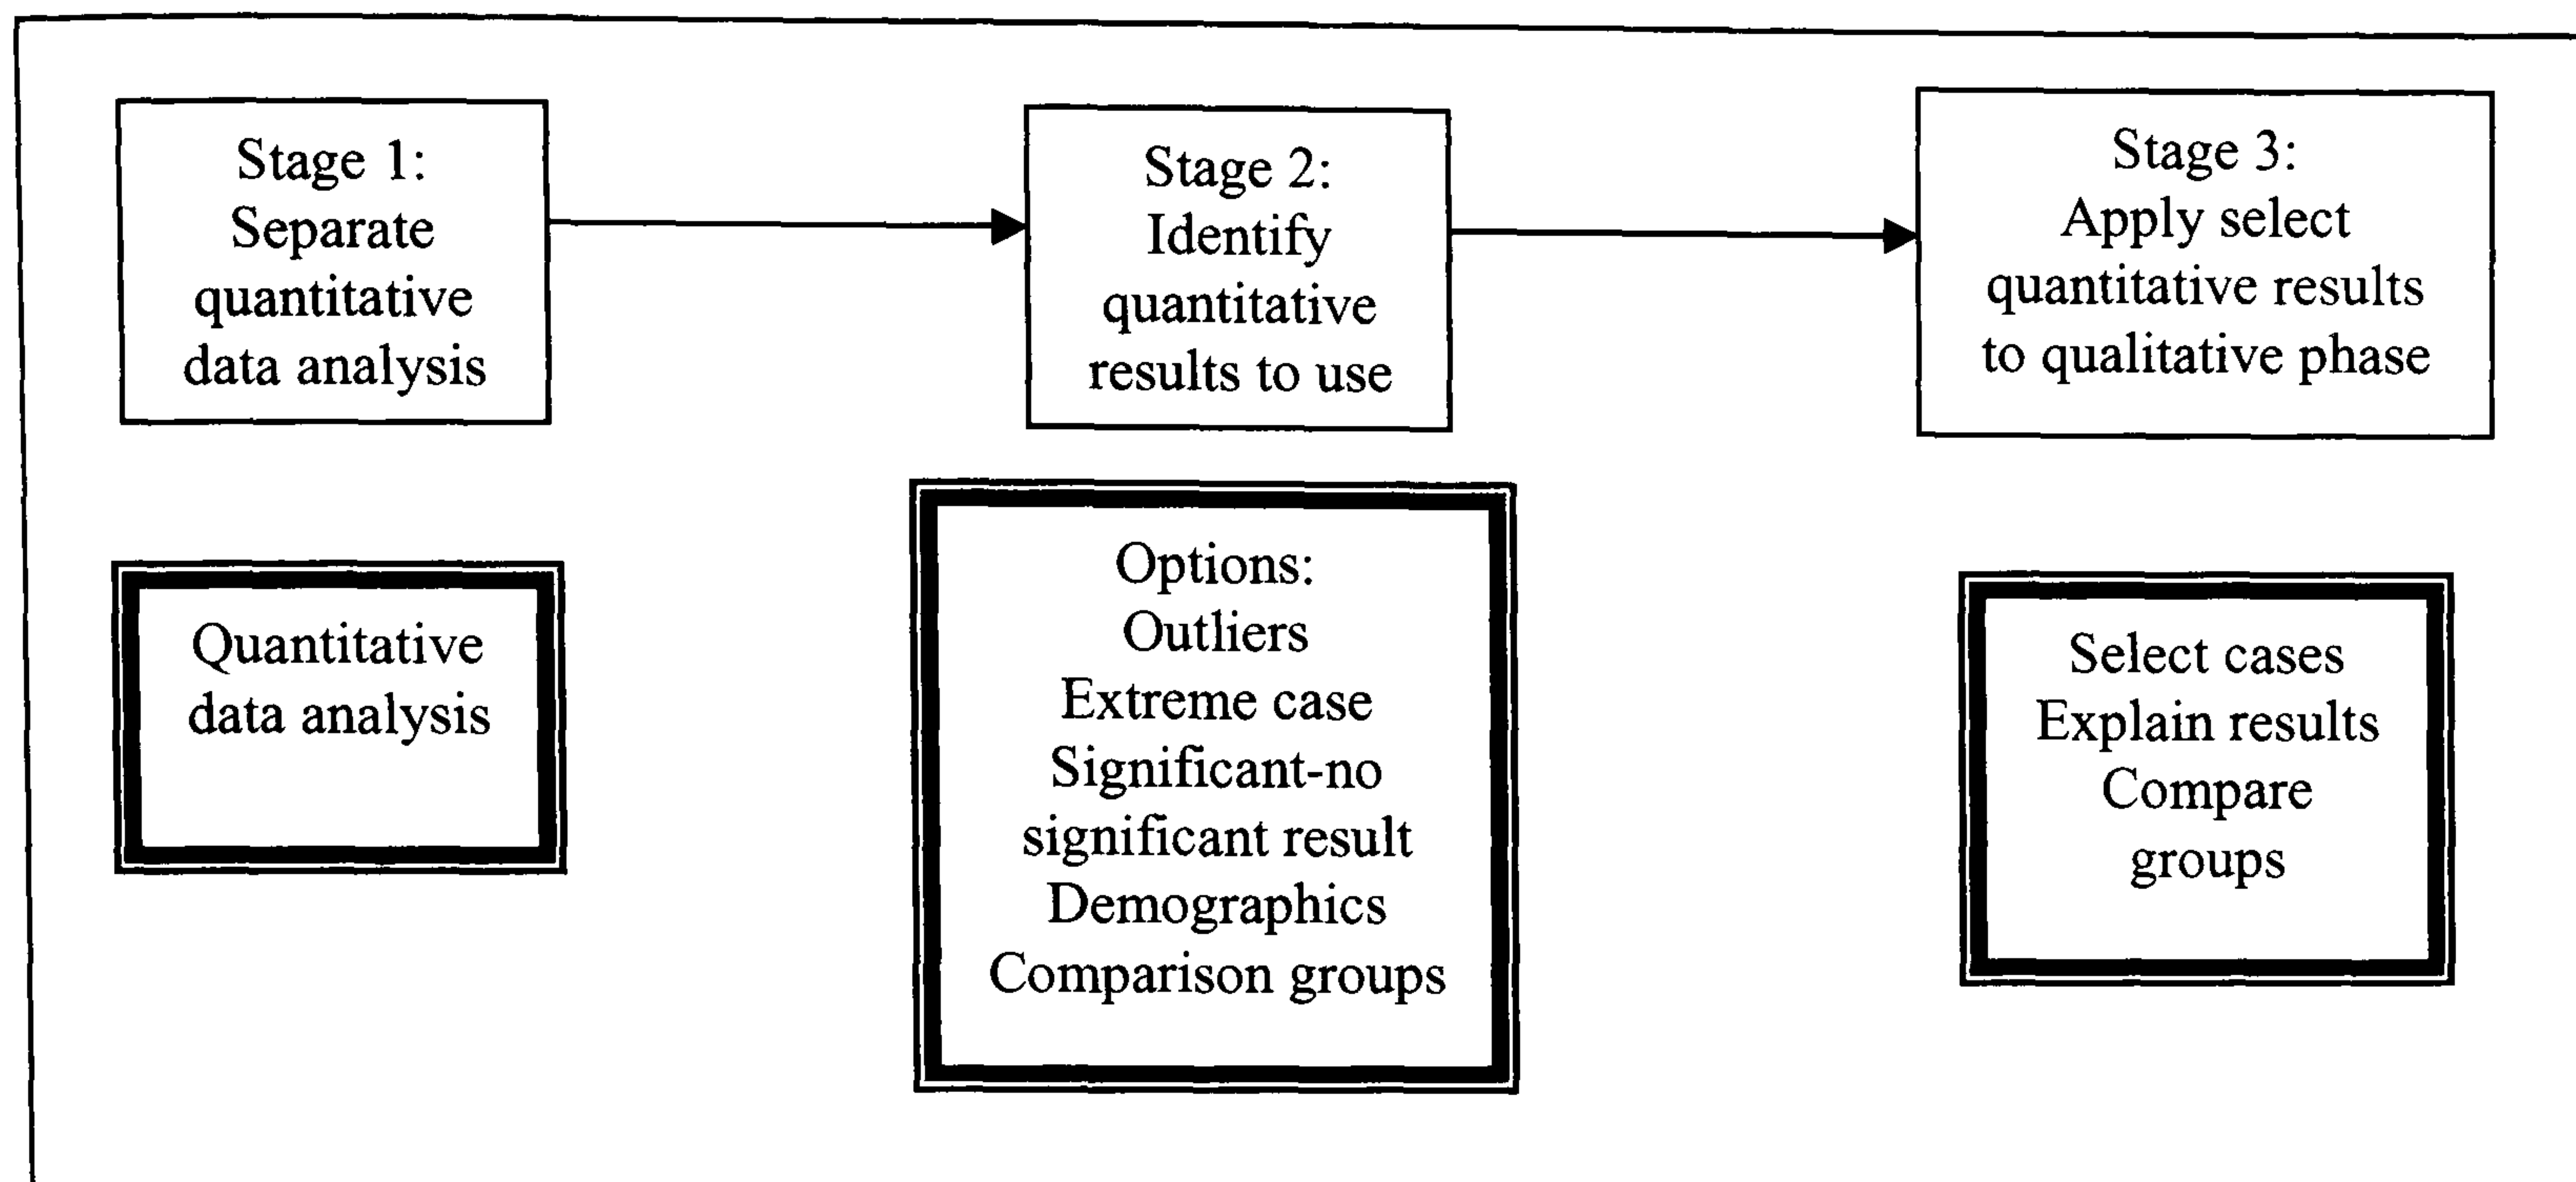 Stage 1:
Separate
quantitative
data analysis
Stage 2:
Identify
quantitative
results to use
Stage 3:
Apply select
quantitative results
to qualitative phase
Quantitative
data analysis
Options:
Outliers
Extreme case
Significant-no
significant result
Demographics
Comparison groups
Select cases
Explain results
Compare
groups